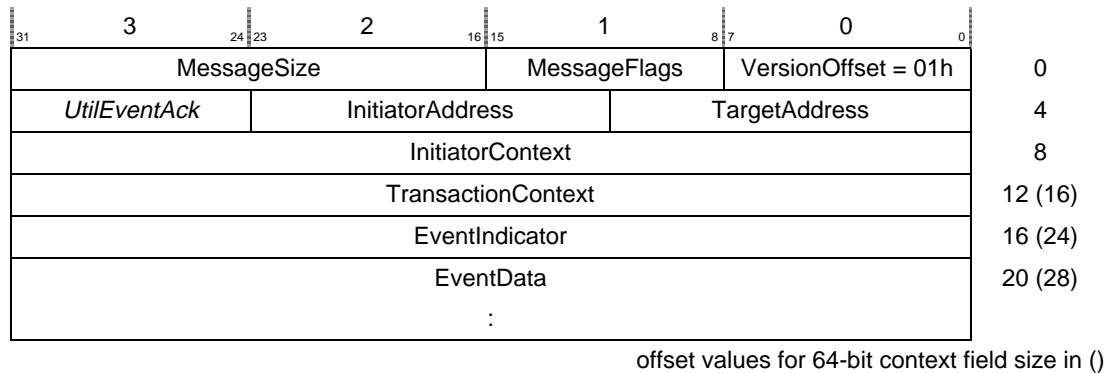 3 2 1 0
31 24 23 16 15 8 7 0
MessageSize MessageFlags VersionOffset = 01h 0
UtilEventAck InitiatorAddress TargetAddress 4
InitiatorContext 8
TransactionContext 12 (16)
EventIndicator 16 (24)
EventData 20 (28)
:
offset values for 64-bit context field size in ()